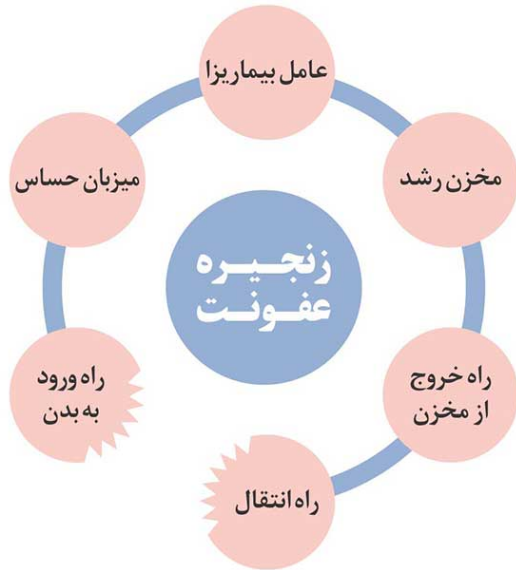 زنجیره
عفونت
عامل بیماریزا
مخزن رشد
راه خروج
از مخزن
راه انتقال
راه ورود
به بدن
میزبان حساس